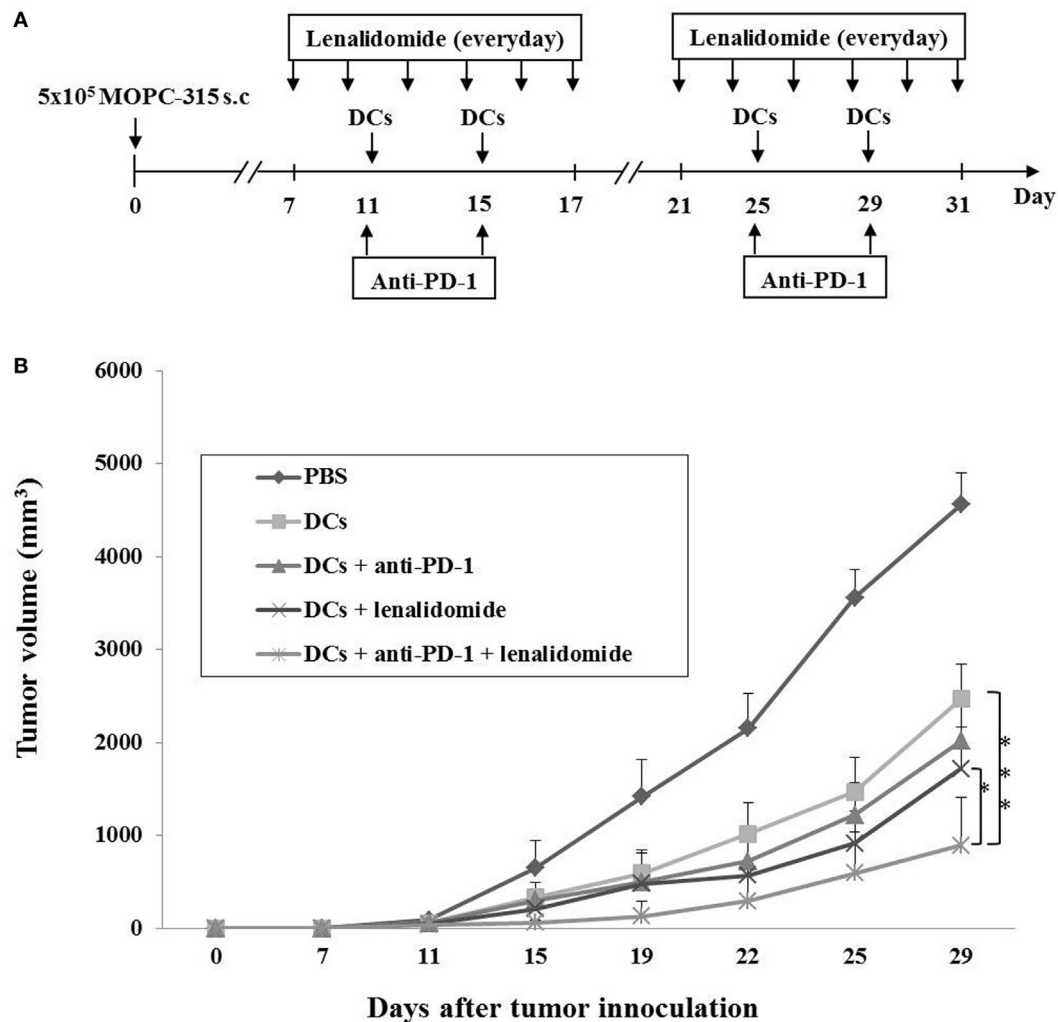 A
Lenalidomide (everyday)
Lenalidomide (everyday)
5x10⁵ MOPC-315 s.c
DCs
DCs
DCs
DCs
0
7
11
15
17
21
25
29
31
Day
Anti-PD-1
Anti-PD-1
B
6000
5000
4000
3000
2000
1000
0
Tumor volume (mm³)
PBS
DCs
DCs + anti-PD-1
DCs + lenalidomide
DCs + anti-PD-1 + lenalidomide
*
***
0
7
11
15
19
22
25
29
Days after tumor innoculation